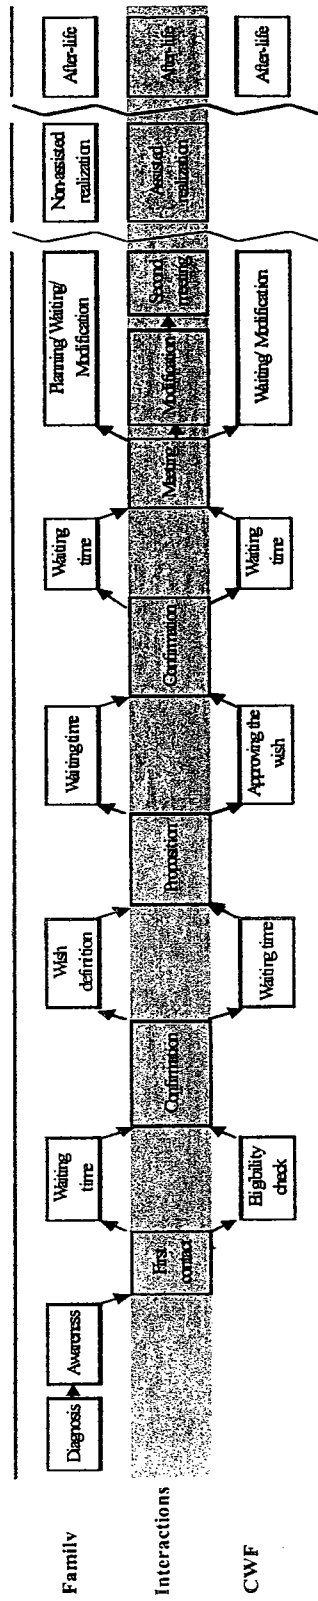 Family
Diagnosis
Awareness
Waiting
time
Wish
definition
Waiting time
Waiting
time
Planning/ Waiting/
Modification
Non-assisted
realization
After-life
Interactions
First
contact
Confirmation
Proposition
Confirmation
Meeting
Modification
Second
meeting
Assisted
realization
After-life
CWF
Eligibility
check
Waiting time
Approving the
wish
Waiting
time
Waiting/ Modification
After-life